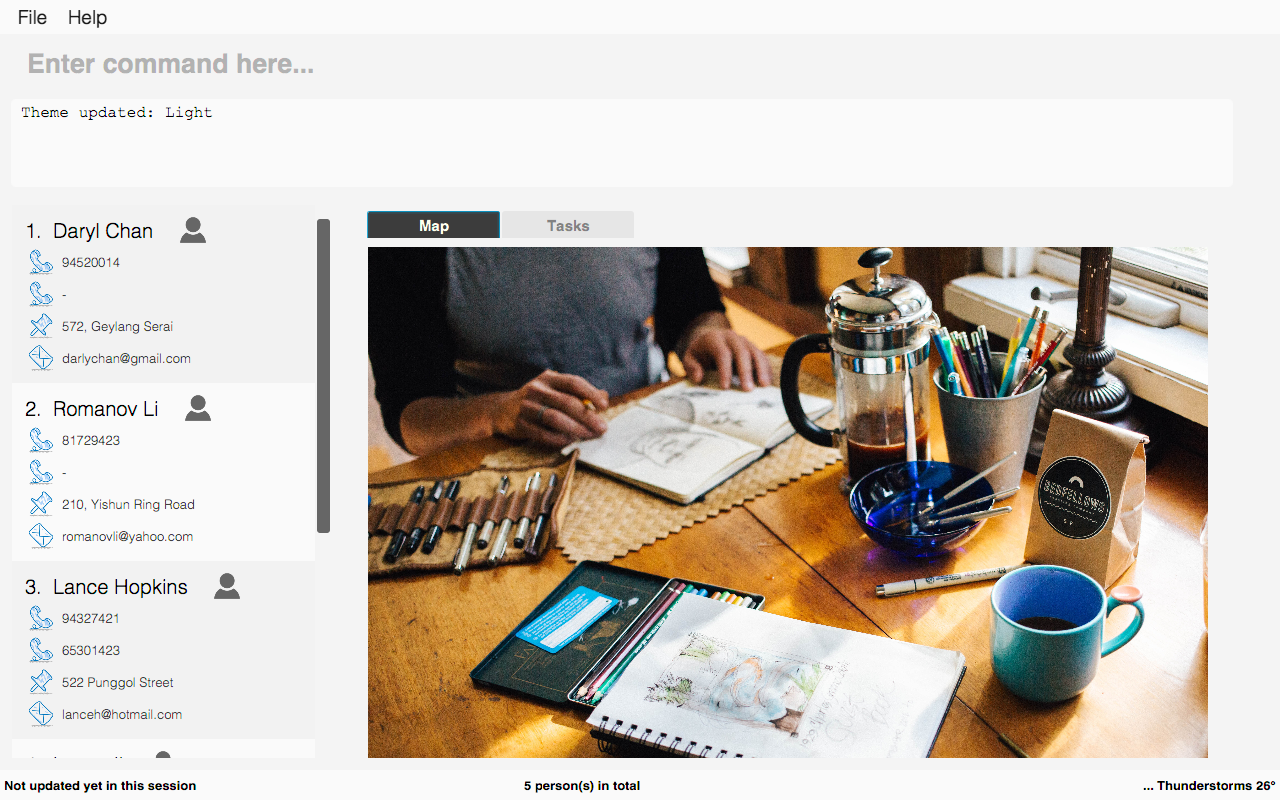 File Help
Enter command here...
Theme updated: Light
1. Daryl Chan
94520014
-
572, Geylang Serai
darlychan@gmail.com
2. Romanov Li
81729423
-
210, Yishun Ring Road
romanovli@yahoo.com
3. Lance Hopkins
94327421
65301423
522 Punggol Street
lanceh@hotmail.com
Map Tasks
BEDFELLOWS
Not updated yet in this session
5 person(s) in total
... Thunderstorms 26°